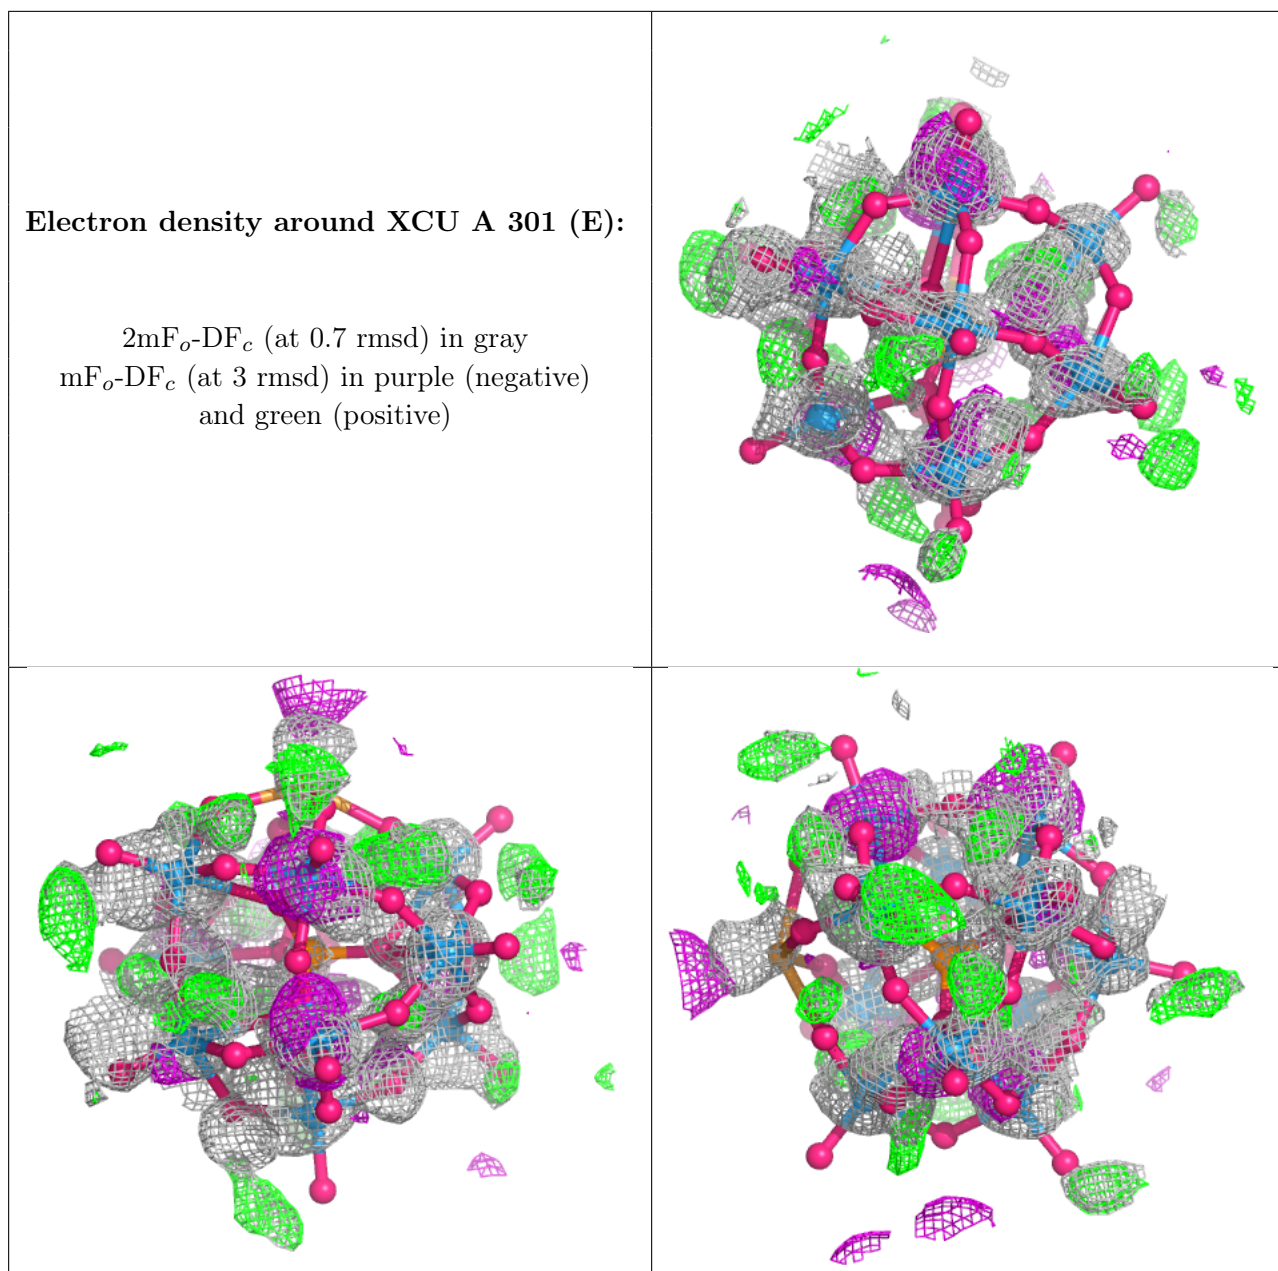 Electron density around XCU A 301 (E):
2mFo-DFc (at 0.7 rmsd) in gray
mFo-DFc (at 3 rmsd) in purple (negative)
and green (positive)